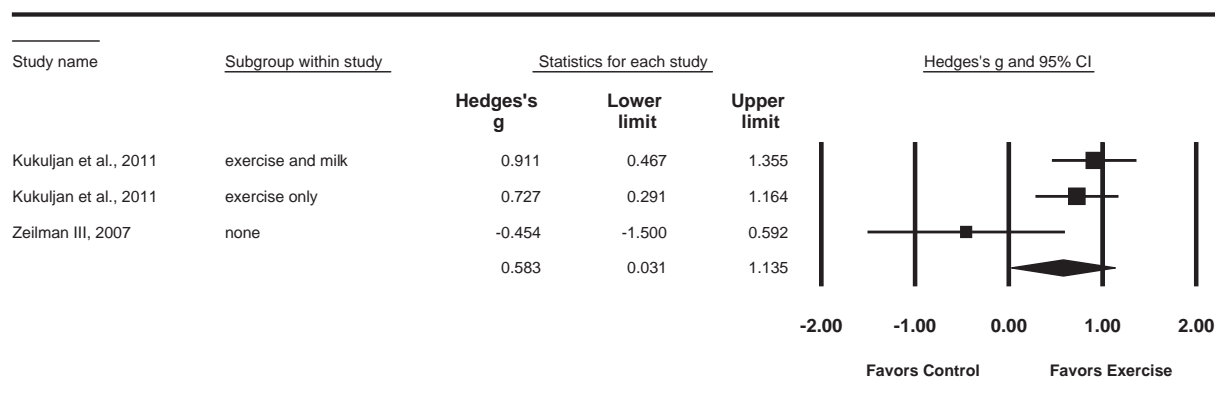 Study name Subgroup within study Statistics for each study Hedges's g and 95% CI
Hedges's g Lower limit Upper limit
Kukuljan et al., 2011 exercise and milk 0.911 0.467 1.355
Kukuljan et al., 2011 exercise only 0.727 0.291 1.164
Zeilman III, 2007 none -0.454 -1.500 0.592
0.583 0.031 1.135
-2.00 -1.00 0.00 1.00 2.00
Favors Control Favors Exercise